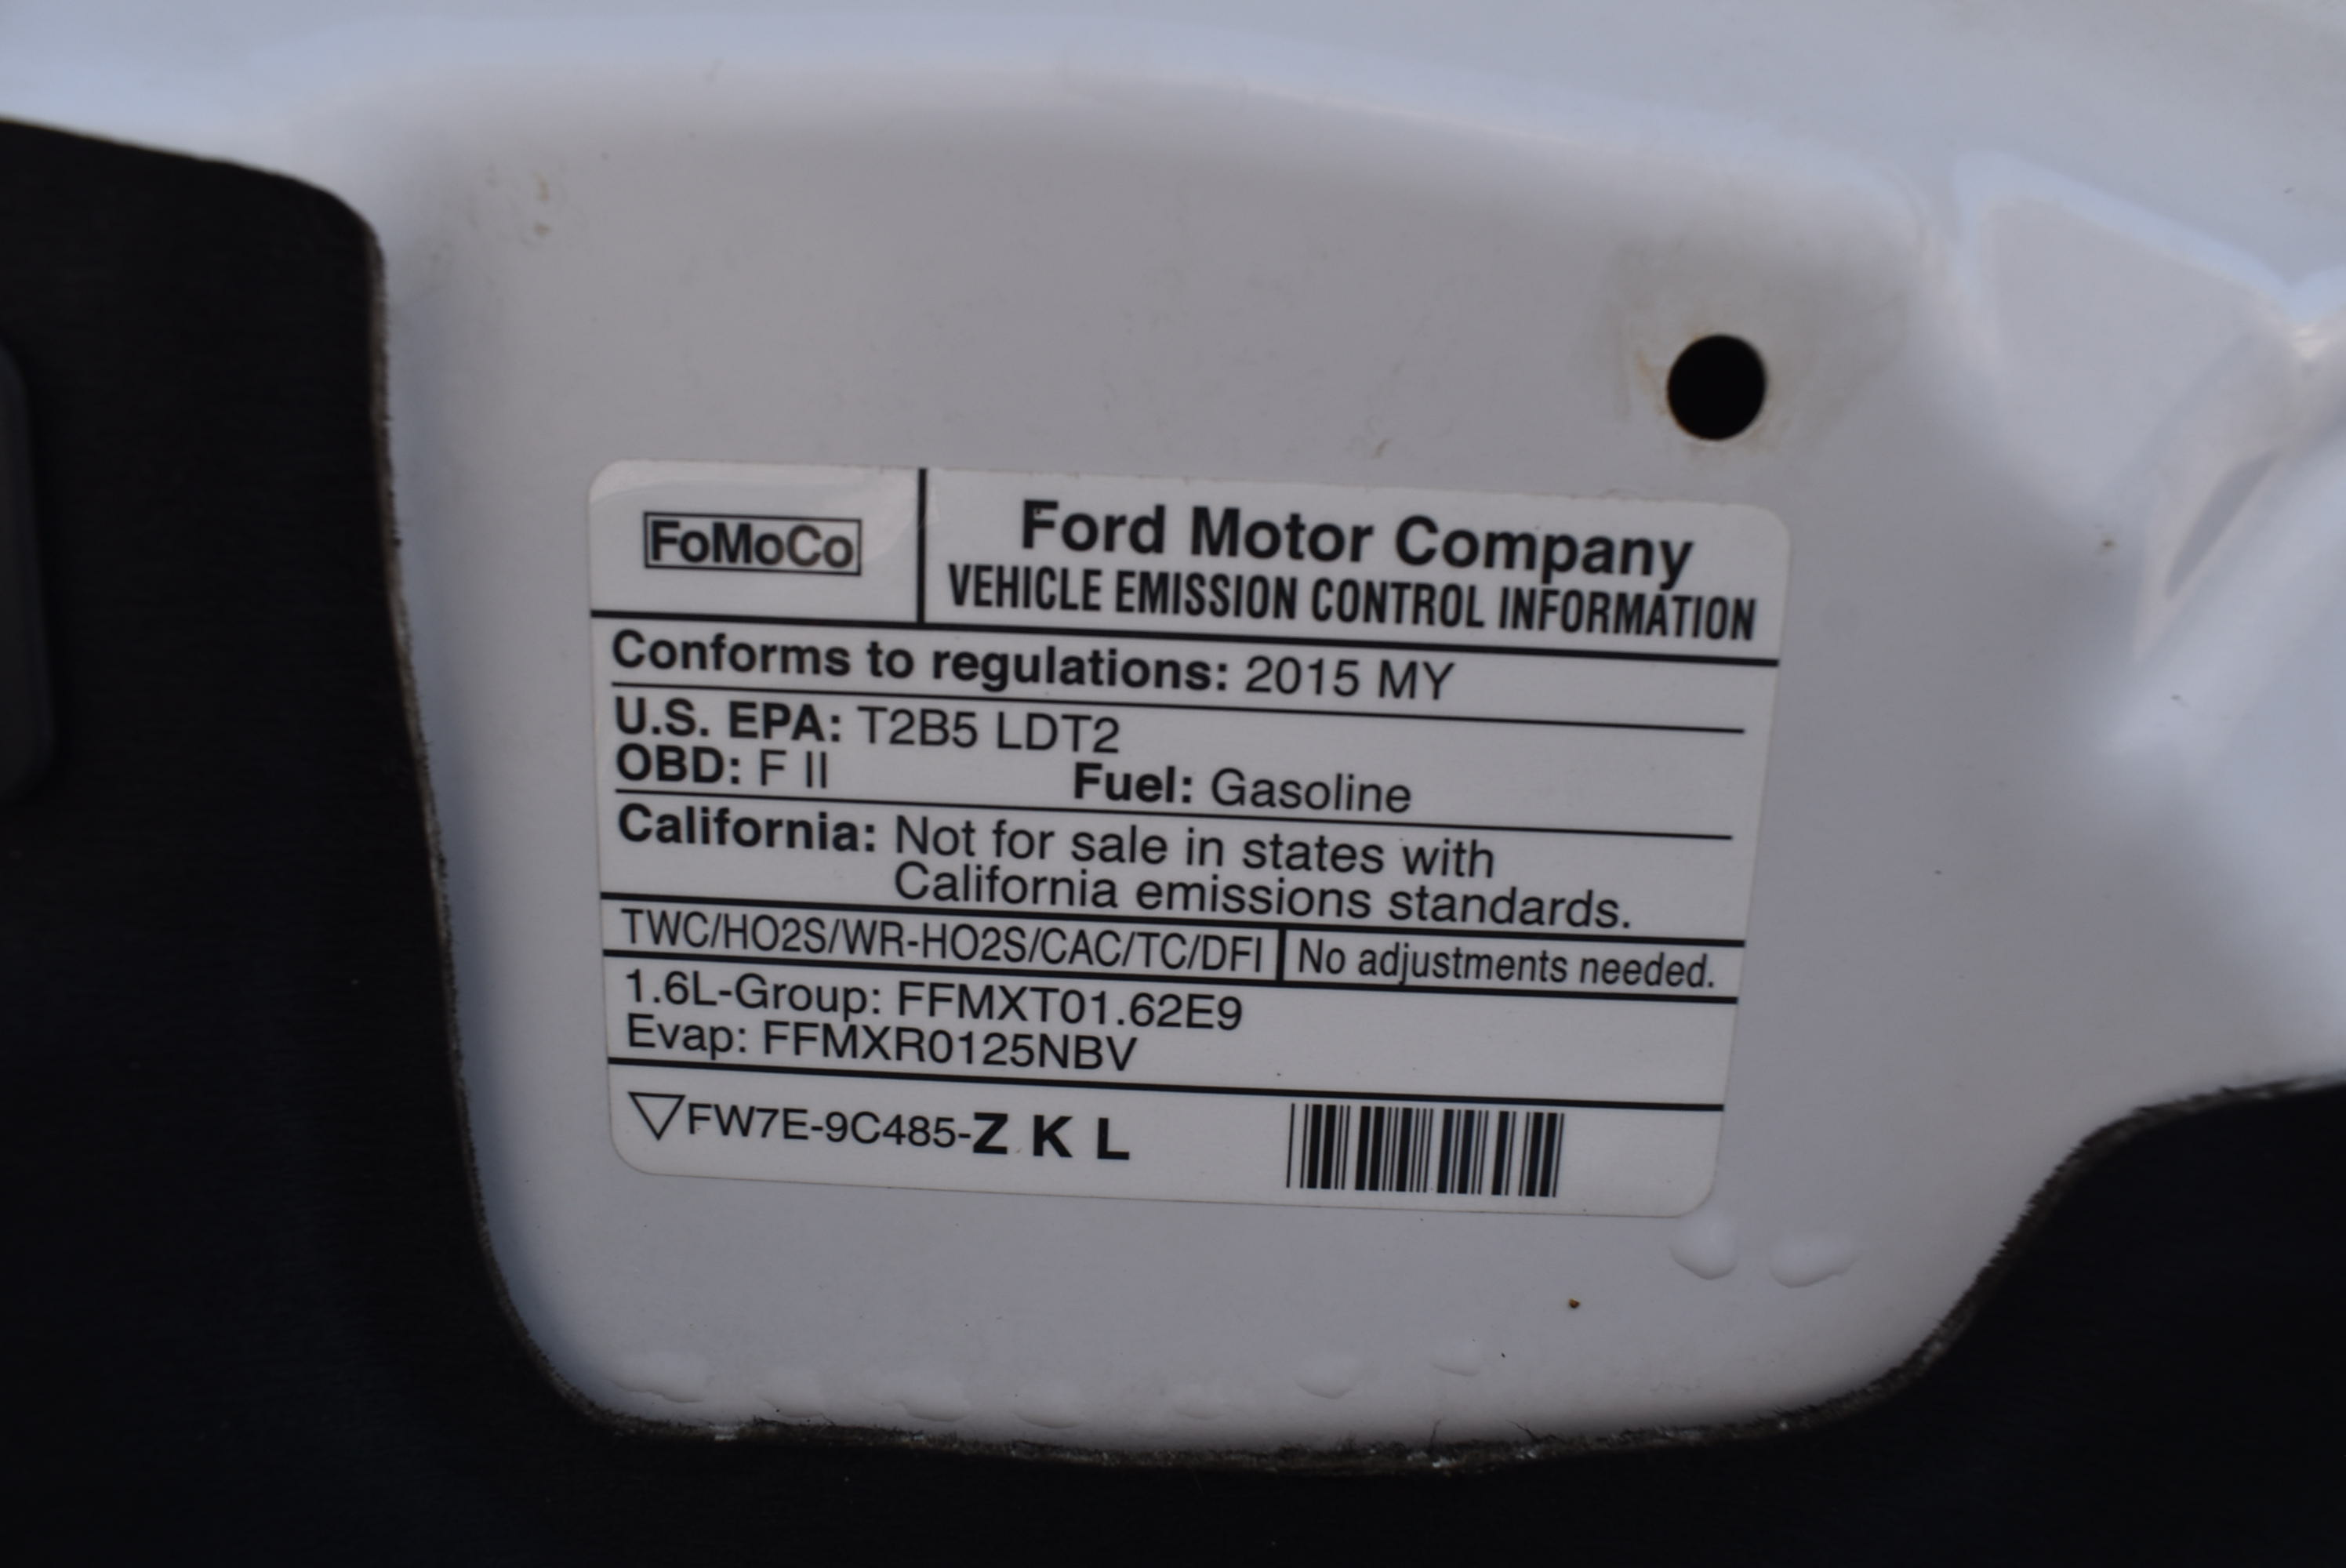 FoMoCo
Ford Motor Company
VEHICLE EMISSION CONTROL INFORMATION
Conforms to regulations: 2015 MY
U.S. EPA: T2B5 LDT2
OBD: F II Fuel: Gasoline
California: Not for sale in states with
California emissions standards.
TWC/HO2S/WR-HO2S/CAC/TC/DFI No adjustments needed.
1.6L-Group: FFMXT01.62E9
Evap: FFMXR0125NBV
FW7E-9C485-Z K L